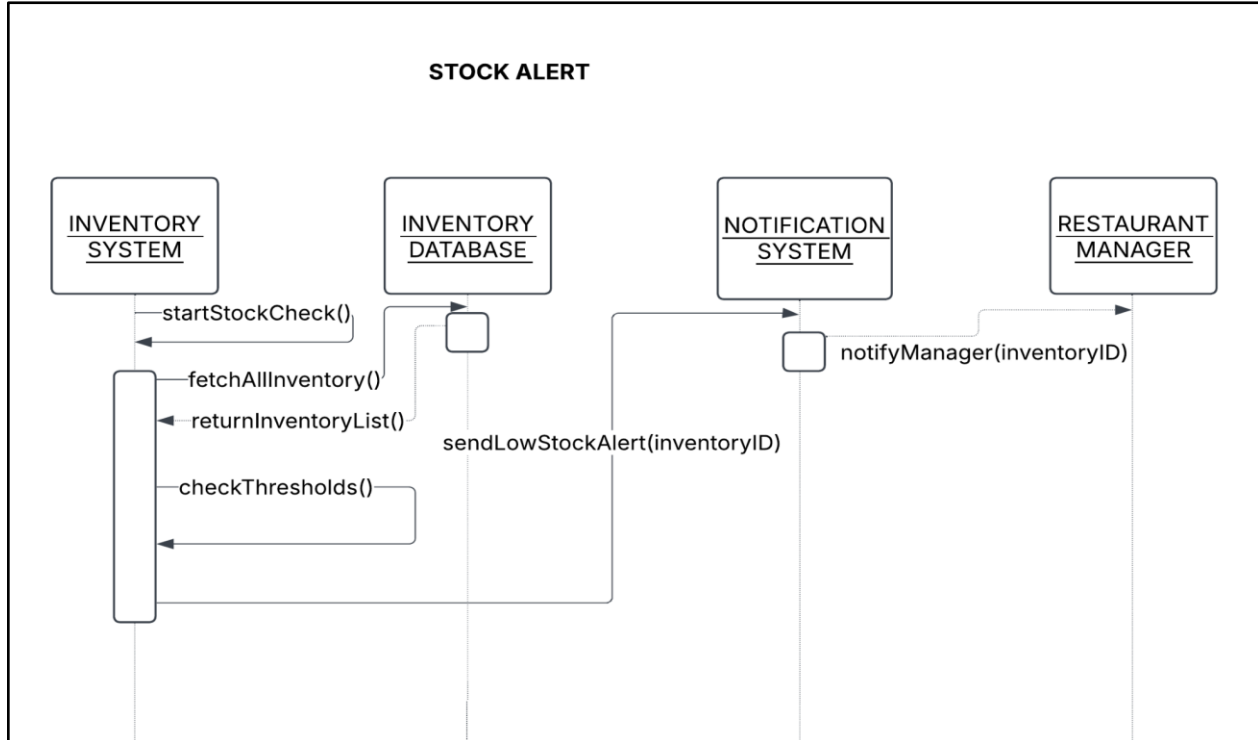 STOCK ALERT
INVENTORY
SYSTEM
INVENTORY
DATABASE
NOTIFICATION
SYSTEM
RESTAURANT
MANAGER
startStockCheck()
notifyManager(inventoryID)
fetchAllInventory()
returnInventoryList()
sendLowStockAlert(inventoryID)
checkThresholds()